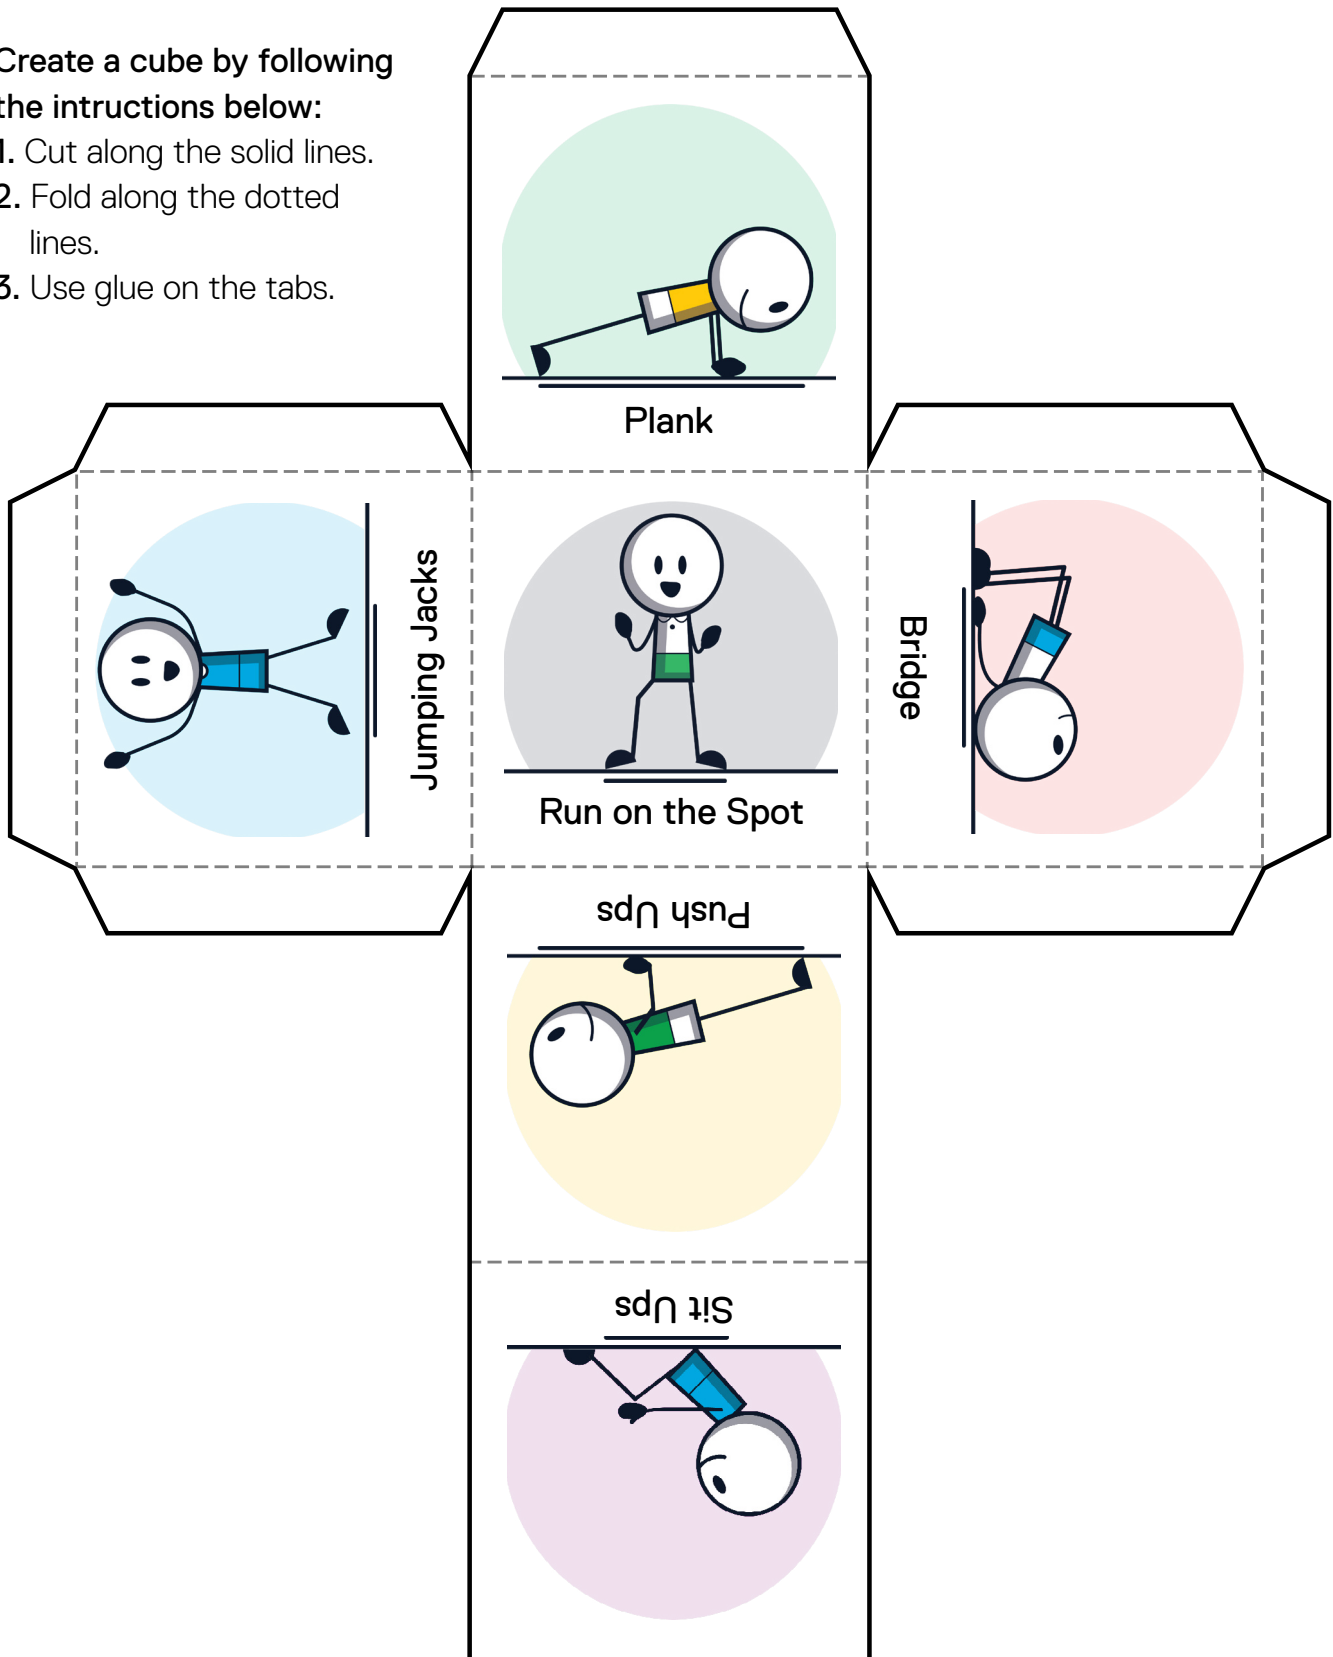 Create a cube by following
the intructions below:
1. Cut along the solid lines.
2. Fold along the dotted
lines.
3. Use glue on the tabs.
Plank
Jumping Jacks
Run on the Spot
Bridge
Push Ups
Sit Ups